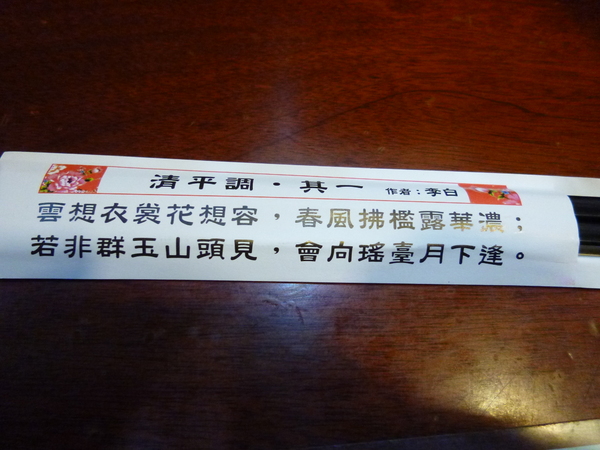 清平調・其一 作者：李白
雲想衣裳花想容，春風拂檻露華濃；
若非群玉山頭見，會向瑤臺月下逢。